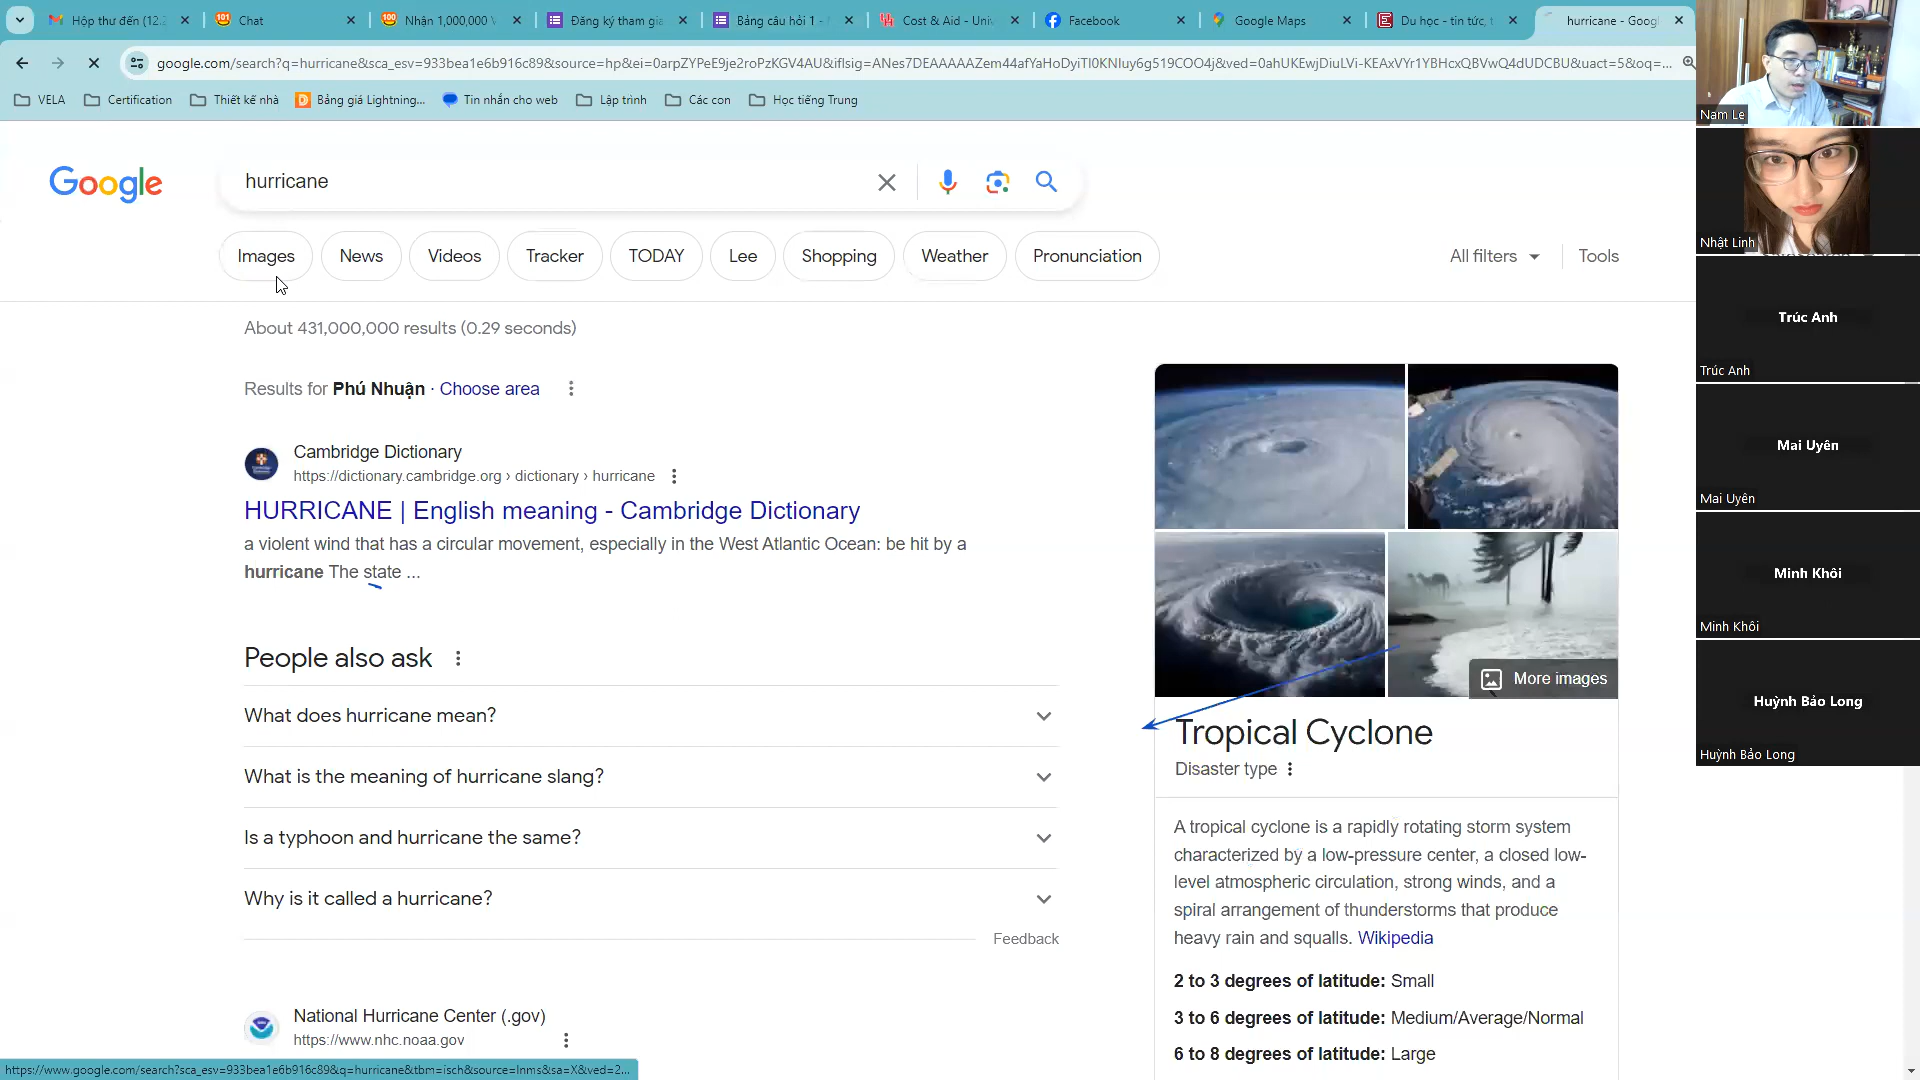 Hộp thư đến (12.
Chat
Nhận 1,000,000 V
Đăng ký tham gia
Bảng câu hỏi 1 -
Cost & Aid - Univ
Facebook
Google Maps
Du học - tin tức, t
hurricane - Googl
google.com/search?q=hurricane&sca_esv=933bea1e6b916c89&source=hp&ei=0arpZYPeE9je2roPzKGV4AU&iflsig=ANes7DEAAAAAZem44afYaHoDyiTI0KNluy6g519COO4j&ved=0ahUKEwjDiuLVi-KEAxVYr1YBHcxQBVwQ4dUDCBU&uact=5&oq=...
VELA
Certification
Thiết kế nhà
Bảng giá Lightning...
Tin nhắn cho web
Lập trình
Các con
Học tiếng Trung
Google
hurricane
Images
News
Videos
Tracker
TODAY
Lee
Shopping
Weather
Pronunciation
All filters
Tools
About 431,000,000 results (0.29 seconds)
Results for Phú Nhuận · Choose area
Cambridge Dictionary
https://dictionary.cambridge.org › dictionary › hurricane
HURRICANE | English meaning - Cambridge Dictionary
a violent wind that has a circular movement, especially in the West Atlantic Ocean: be hit by a
hurricane The state ...
People also ask
What does hurricane mean?
What is the meaning of hurricane slang?
Is a typhoon and hurricane the same?
Why is it called a hurricane?
Feedback
National Hurricane Center (.gov)
https://www.nhc.noaa.gov
https://www.google.com/search?sca_esv=933bea1e6b916c89&q=hurricane&tbm=isch&source=lnms&sa=X&ved=2...
More images
Tropical Cyclone
Disaster type
A tropical cyclone is a rapidly rotating storm system
characterized by a low-pressure center, a closed low-
level atmospheric circulation, strong winds, and a
spiral arrangement of thunderstorms that produce
heavy rain and squalls. Wikipedia
2 to 3 degrees of latitude: Small
3 to 6 degrees of latitude: Medium/Average/Normal
6 to 8 degrees of latitude: Large
Nam Le
Nhật Linh
Trúc Anh
Trúc Anh
Mai Uyên
Mai Uyên
Minh Khôi
Minh Khôi
Huỳnh Bảo Long
Huỳnh Bảo Long